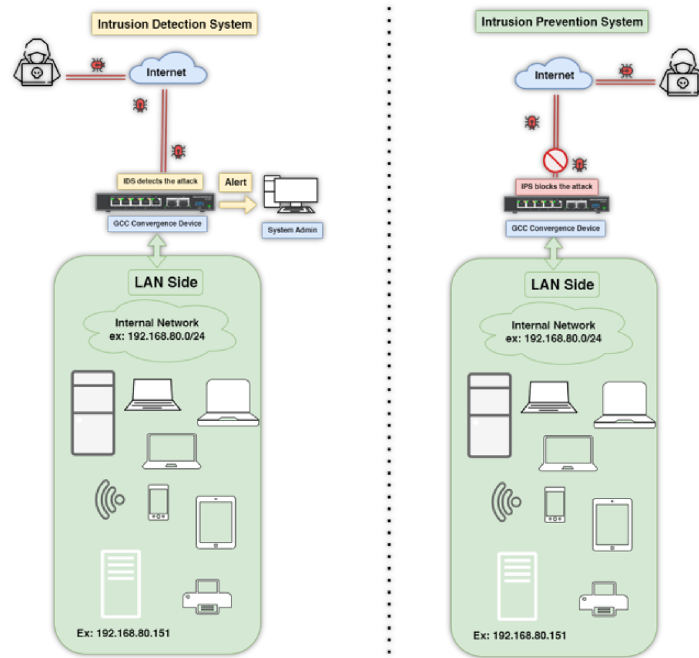 Intrusion Detection System
Internet
IDS detects the attack
Alert
GCC Convergence Device
System Admin
LAN Side
Internal Network
ex: 192.168.80.0/24
Ex: 192.168.80.151
Intrusion Prevention System
Internet
IPS blocks the attack
GCC Convergence Device
LAN Side
Internal Network
ex: 192.168.80.0/24
Ex: 192.168.80.151